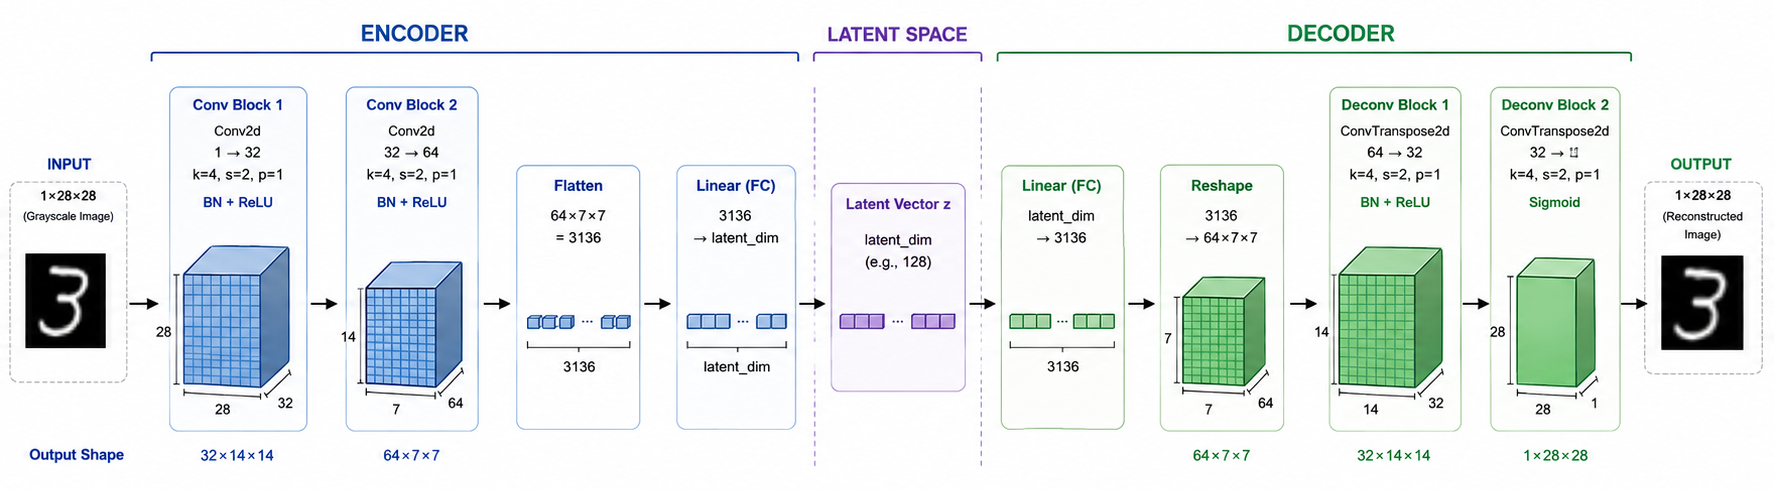 ENCODER
LATENT SPACE
DECODER
INPUT
1×28×28
(Grayscale Image)
Conv Block 1
Conv2d
1 → 32
k=4, s=2, p=1
BN + ReLU
28
28
32
Conv Block 2
Conv2d
32 → 64
k=4, s=2, p=1
BN + ReLU
14
7
64
Flatten
64×7×7
= 3136
...
3136
Linear (FC)
3136
→ latent_dim
...
latent_dim
Latent Vector z
latent_dim
(e.g., 128)
...
Linear (FC)
latent_dim
→ 3136
...
3136
Reshape
3136
→ 64×7×7
7
7
64
Deconv Block 1
ConvTranspose2d
64 → 32
k=4, s=2, p=1
BN + ReLU
14
14
32
Deconv Block 2
ConvTranspose2d
32 →
k=4, s=2, p=1
Sigmoid
28
28
1
OUTPUT
1×28×28
(Reconstructed
Image)
3
3
Output Shape
32×14×14
64×7×7
64×7×7
32×14×14
1×28×28